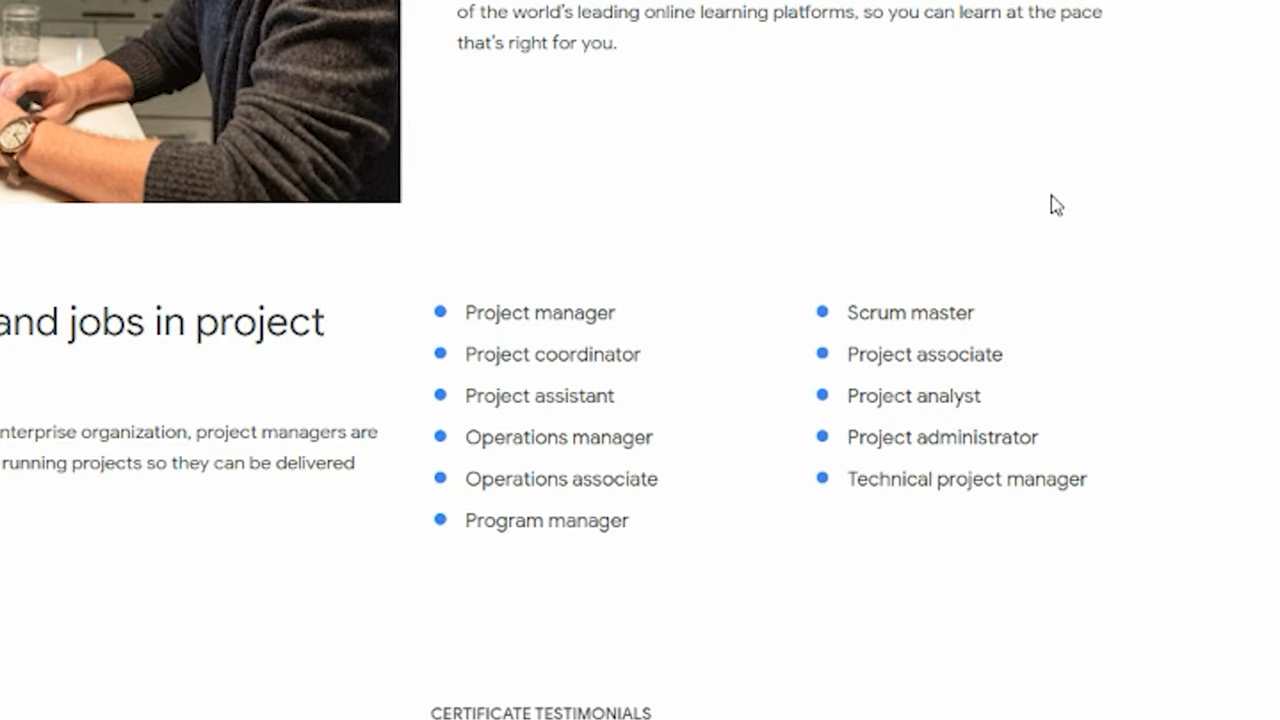 of the world's leading online learning platforms, so you can learn at the pace
that's right for you.
and jobs in project
enterprise organization, project managers are
running projects so they can be delivered
Project manager
Project coordinator
Project assistant
Operations manager
Operations associate
Program manager
Scrum master
Project associate
Project analyst
Project administrator
Technical project manager
CERTIFICATE TESTIMONIALS